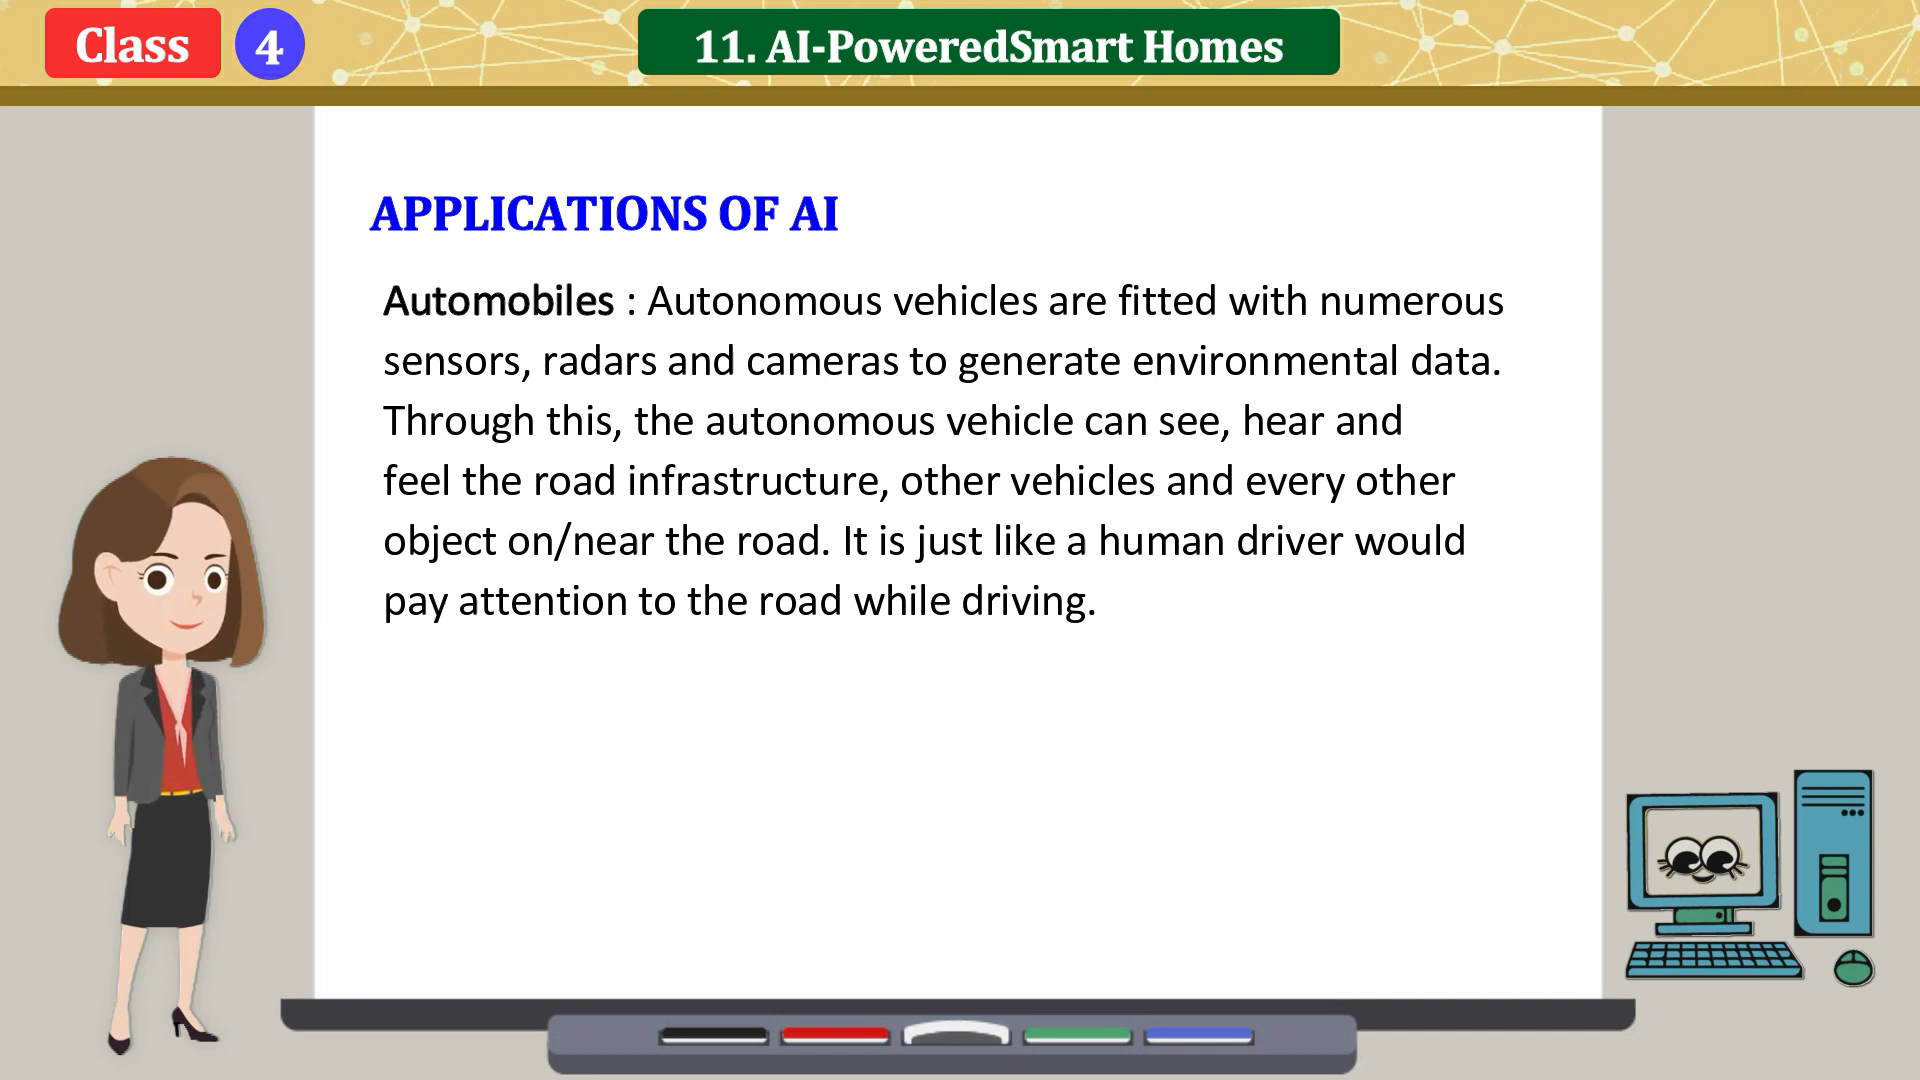 Class 4
11. AI-PoweredSmart Homes
APPLICATIONS OF AI
Automobiles : Autonomous vehicles are fitted with numerous
sensors, radars and cameras to generate environmental data.
Through this, the autonomous vehicle can see, hear and
feel the road infrastructure, other vehicles and every other
object on/near the road. It is just like a human driver would
pay attention to the road while driving.